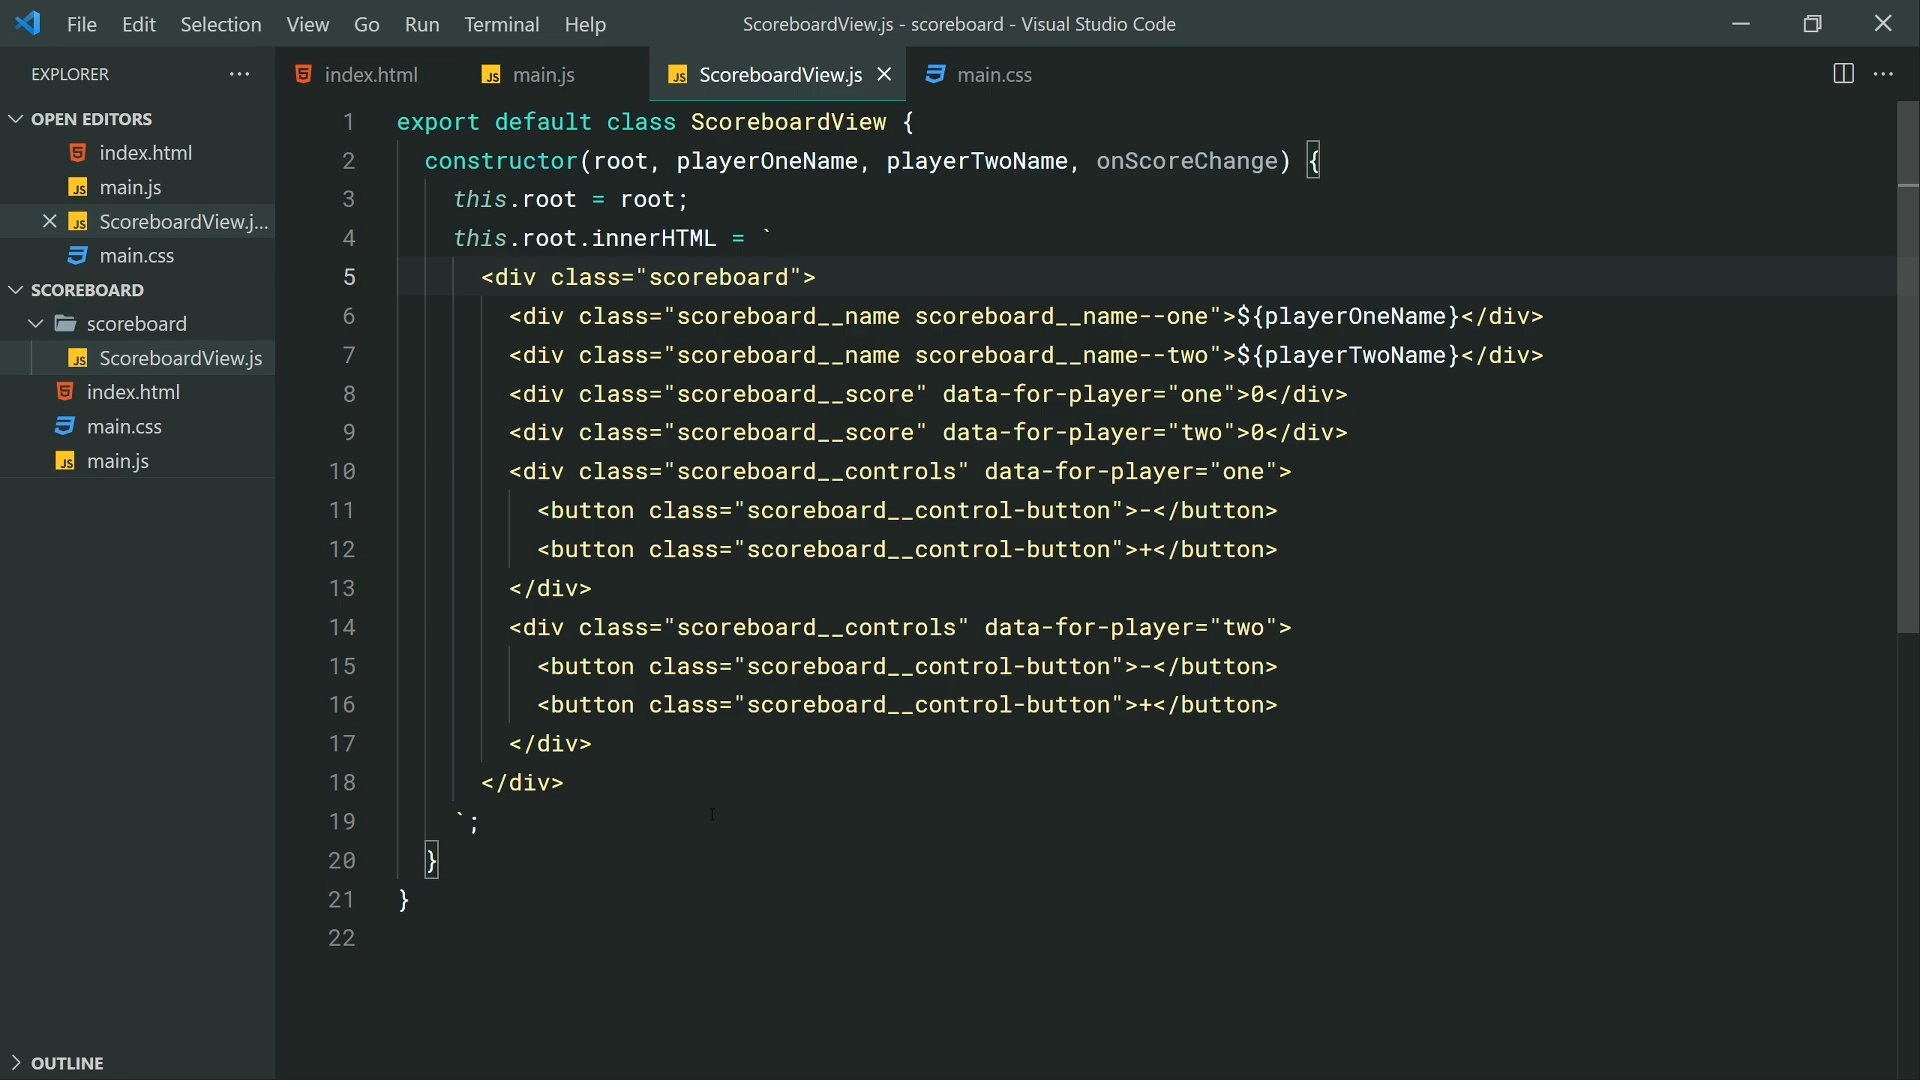 File Edit Selection View Go Run Terminal Help ScoreboardView.js - scoreboard - Visual Studio Code
EXPLORER
index.html
main.js
ScoreboardView.js
main.css
OPEN EDITORS
index.html
main.js
ScoreboardView.j...
main.css
SCOREBOARD
scoreboard
ScoreboardView.js
index.html
main.css
main.js
OUTLINE
1 export default class ScoreboardView {
2 constructor(root, playerOneName, playerTwoName, onScoreChange) {
3 this.root = root;
4 this.root.innerHTML = `
5 <div class="scoreboard">
6 <div class="scoreboard__name scoreboard__name--one">${playerOneName}</div>
7 <div class="scoreboard__name scoreboard__name--two">${playerTwoName}</div>
8 <div class="scoreboard__score" data-for-player="one">0</div>
9 <div class="scoreboard__score" data-for-player="two">0</div>
10 <div class="scoreboard__controls" data-for-player="one">
11 <button class="scoreboard__control-button">-</button>
12 <button class="scoreboard__control-button">+</button>
13 </div>
14 <div class="scoreboard__controls" data-for-player="two">
15 <button class="scoreboard__control-button">-</button>
16 <button class="scoreboard__control-button">+</button>
17 </div>
18 </div>
19 `;
20 }
21 }
22